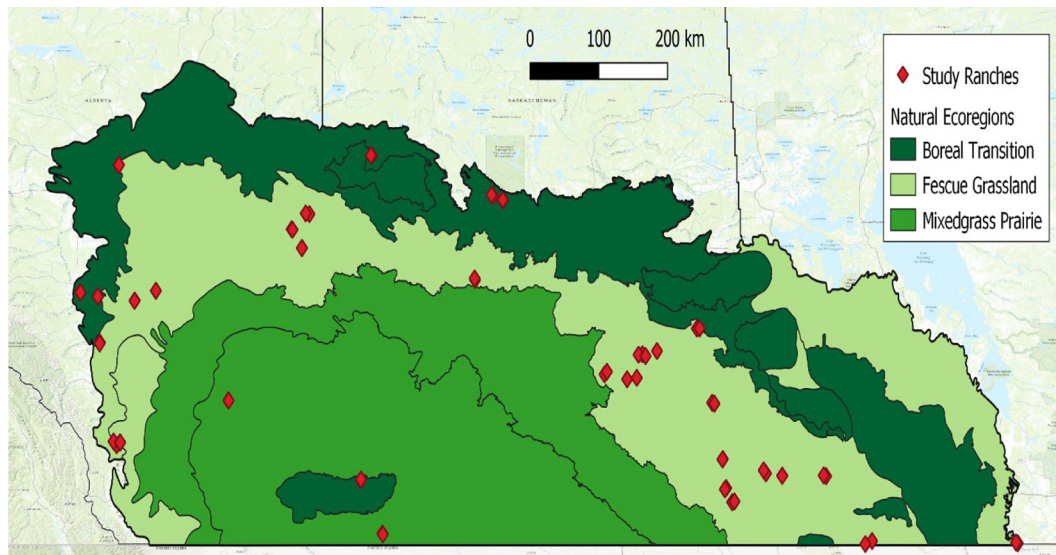 0 100 200 km
Study Ranches
Natural Ecoregions
Boreal Transition
Fescue Grassland
Mixedgrass Prairie
ALBERTA
SASKATCHEWAN